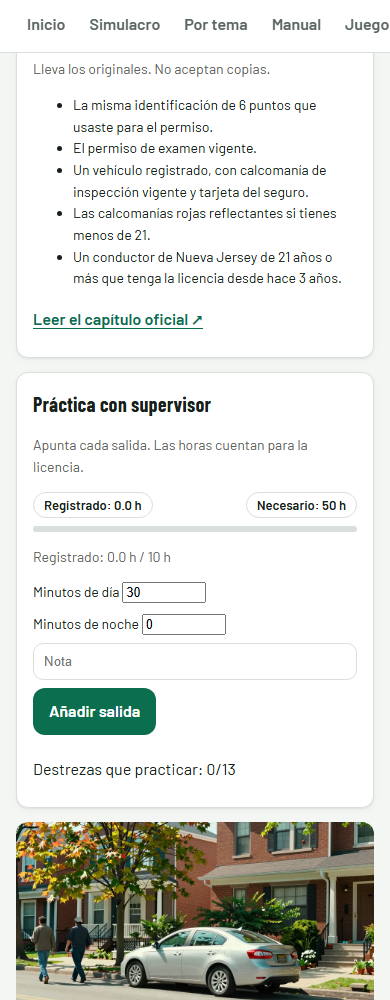 Inicio Simulacro Por tema Manual Juego
Lleva los originales. No aceptan copias.
• La misma identificación de 6 puntos que
usaste para el permiso.
• El permiso de examen vigente.
• Un vehículo registrado, con calcomanía de
inspección vigente y tarjeta del seguro.
• Las calcomanías rojas reflectantes si tienes
menos de 21.
• Un conductor de Nueva Jersey de 21 años o
más que tenga la licencia desde hace 3 años.
Leer el capítulo oficial ↗
Práctica con supervisor
Apunta cada salida. Las horas cuentan para la
licencia.
Registrado: 0.0 h Necesario: 50 h
Registrado: 0.0 h / 10 h
Minutos de día 30
Minutos de noche 0
Nota
Añadir salida
Destrezas que practicar: 0/13